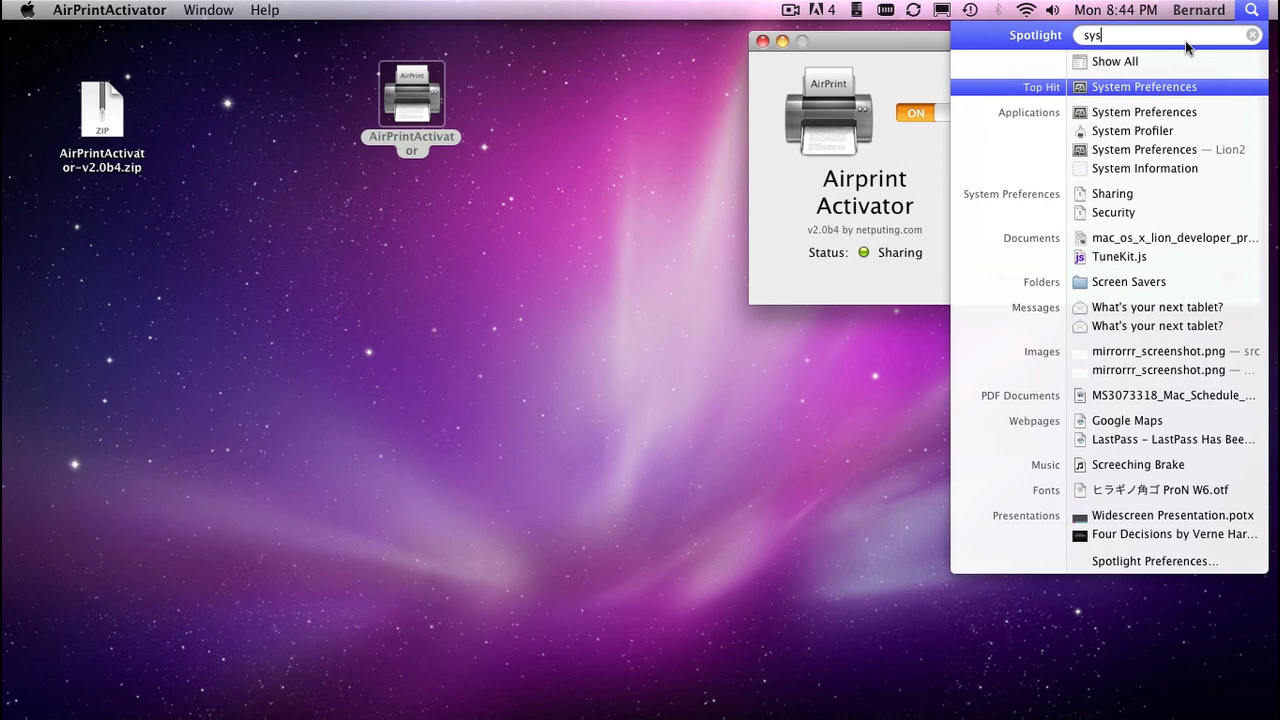 AirPrintActivator Window Help 4 Mon 8:44 PM Bernard
Spotlight sys
Show All
Top Hit System Preferences
Applications System Preferences
System Profiler
System Preferences — Lion2
System Information
System Preferences Sharing
Security
Documents mac_os_x_lion_developer_pr...
TuneKit.js
Folders Screen Savers
Messages What's your next tablet?
What's your next tablet?
Images mirrorrr_screenshot.png — src
mirrorrr_screenshot.png — ...
PDF Documents MS3073318_Mac_Schedule_...
Webpages Google Maps
LastPass – LastPass Has Bee...
Music Screeching Brake
Fonts ヒラギノ角ゴ ProN W6.otf
Presentations Widescreen Presentation.potx
Four Decisions by Verne Har...
Spotlight Preferences...
ZIP
AirPrintActivat
or-v2.0b4.zip
AirPrint
AirPrintActivat
or
AirPrint
ON
Airprint
Activator
v2.0b4 by netputing.com
Status: Sharing